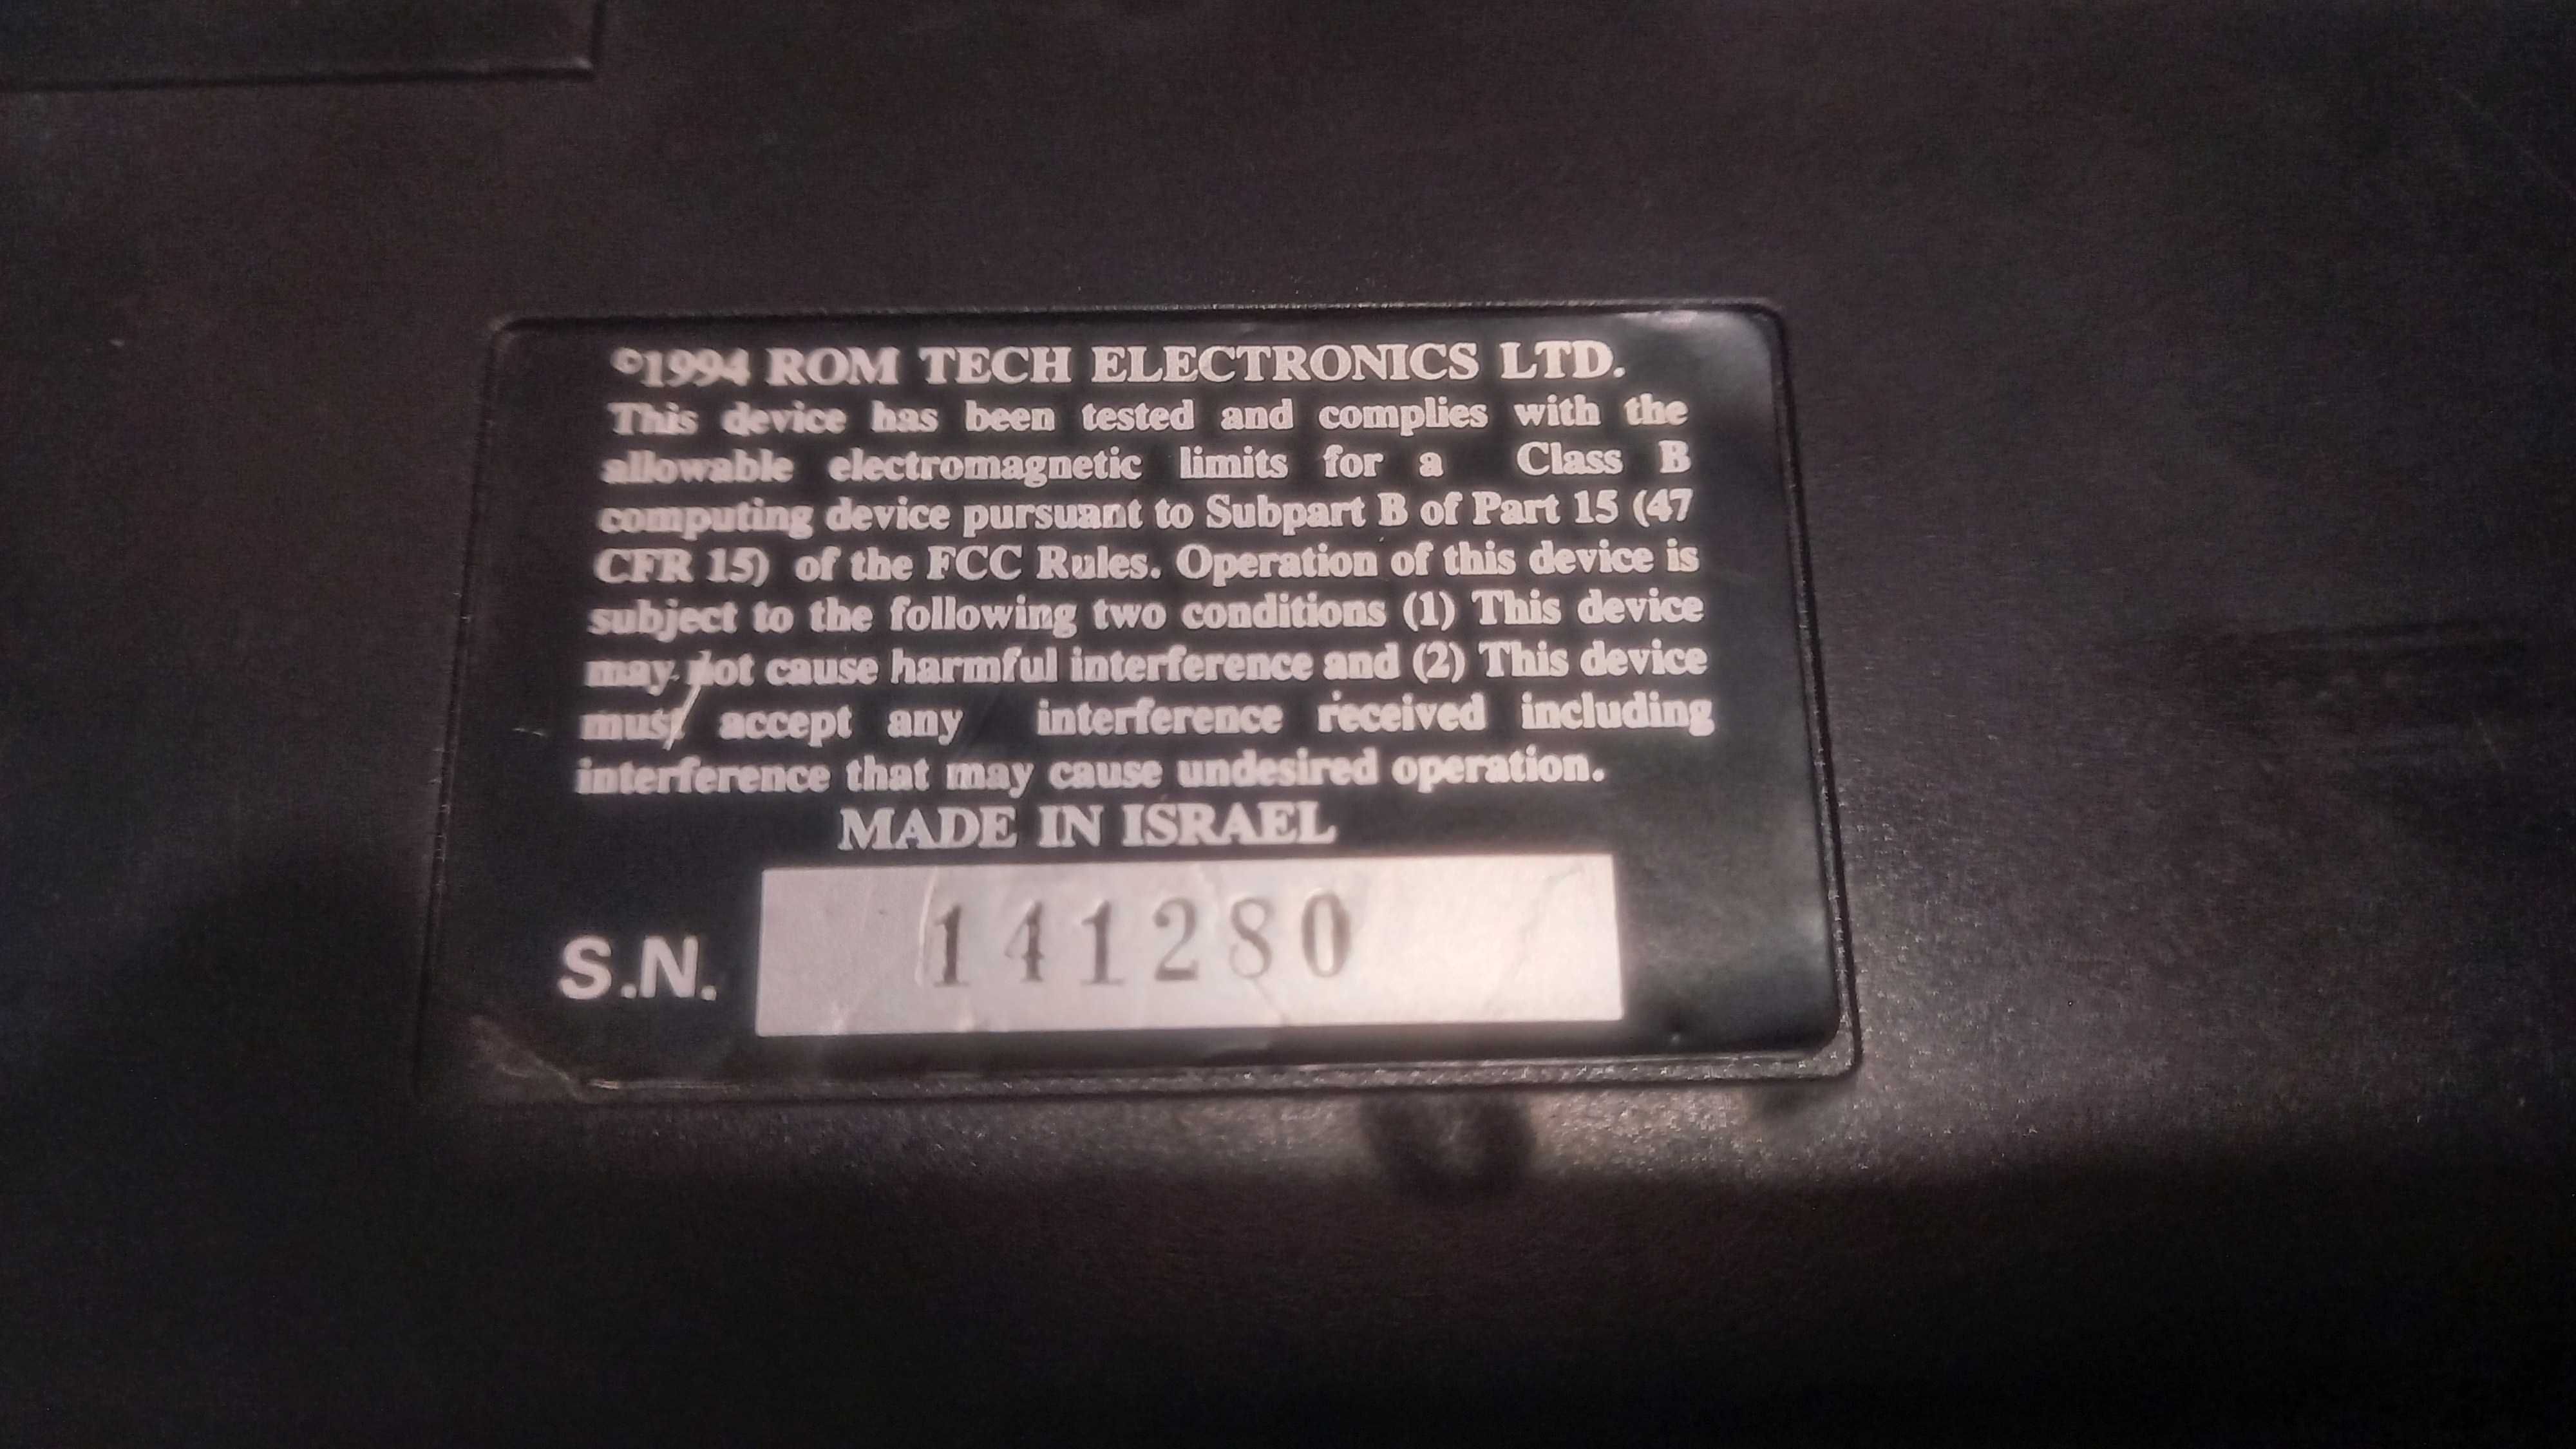 ©1994 ROM TECH ELECTRONICS LTD.
This device has been tested and complies with the
allowable electromagnetic limits for a Class B
computing device pursuant to Subpart B of Part 15 (47
CFR 15) of the FCC Rules. Operation of this device is
subject to the following two conditions (1) This device
may not cause harmful interference and (2) This device
must accept any interference received including
interference that may cause undesired operation.
MADE IN ISRAEL
S.N. 141280